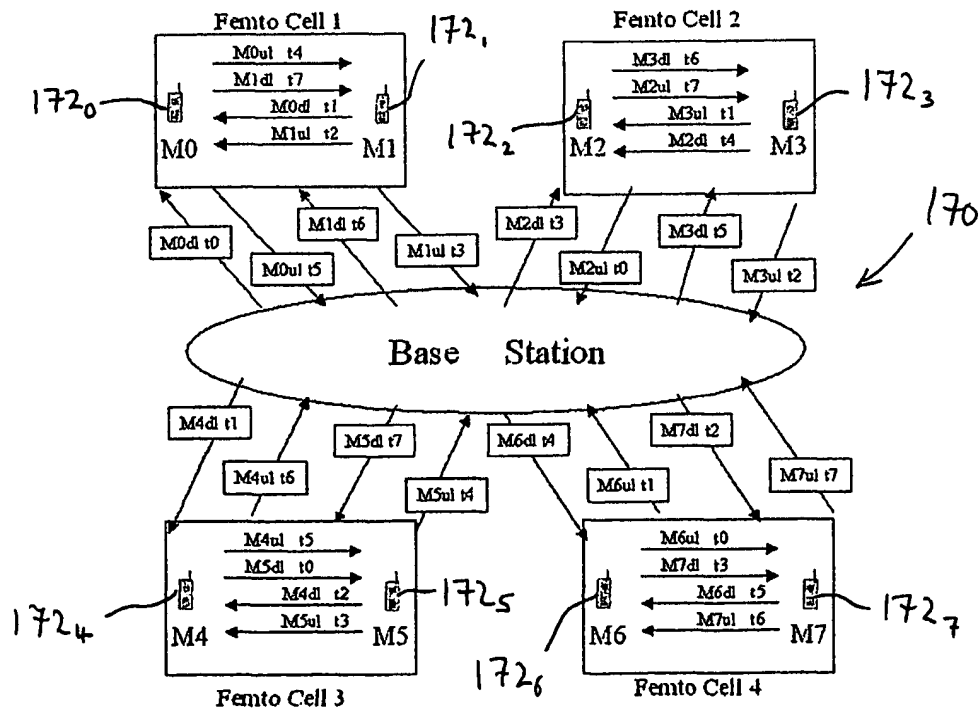 Femto Cell 1
Femto Cell 2
172₁
M0ul t4
M1dl t7
M0dl t1
M1ul t2
172₀
M0
M1
M3dl t6
M2ul t7
M3ul t1
M2dl t4
172₂
172₃
M2
M3
170
M0dl t0
M0ul t5
M1dl t6
M1ul t3
M2dl t3
M2ul t0
M3dl t5
M3ul t2
Base Station
M4dl t1
M4ul t6
M5dl t7
M5ul t4
M6dl t4
M6ul t1
M7dl t2
M7ul t7
M4ul t5
M5dl t0
M4dl t2
M5ul t3
172₄
172₅
M4
M5
M6ul t0
M7dl t3
M6dl t5
M7ul t6
172₆
172₇
M6
M7
Femto Cell 3
Femto Cell 4